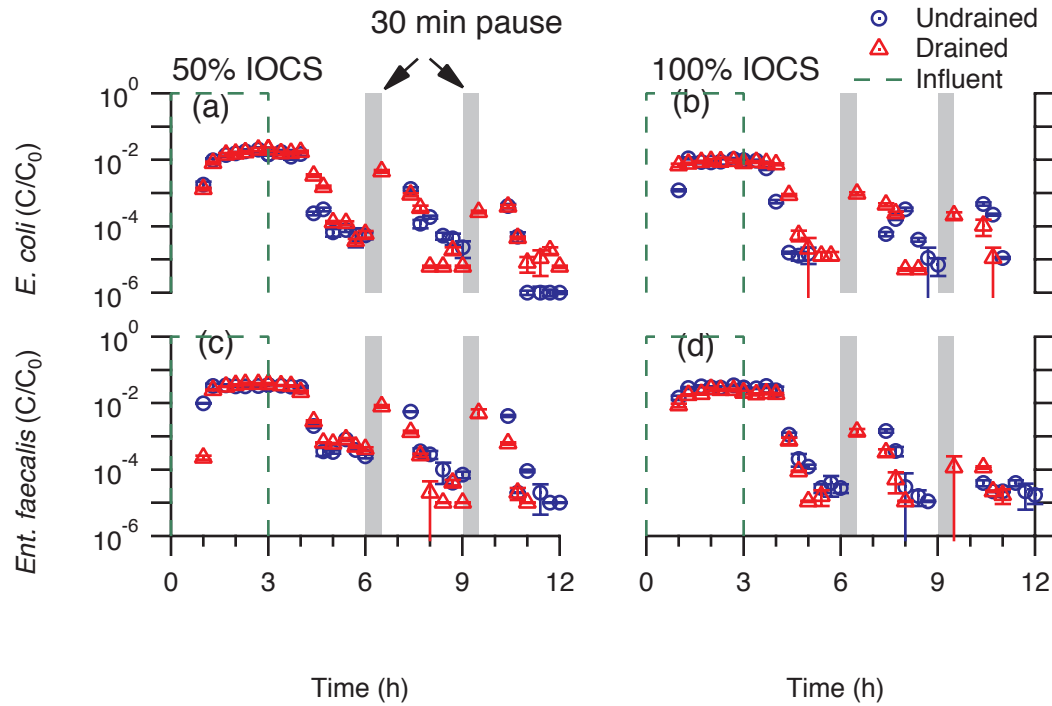 30 min pause
Undrained
Drained
Influent
50% IOCS
100% IOCS
(a)
(b)
E. coli (C/C0)
10^0
10^-2
10^-4
10^-6
(c)
(d)
Ent. faecalis (C/C0)
10^0
10^-2
10^-4
10^-6
0 3 6 9 12
0 3 6 9 12
Time (h)
Time (h)